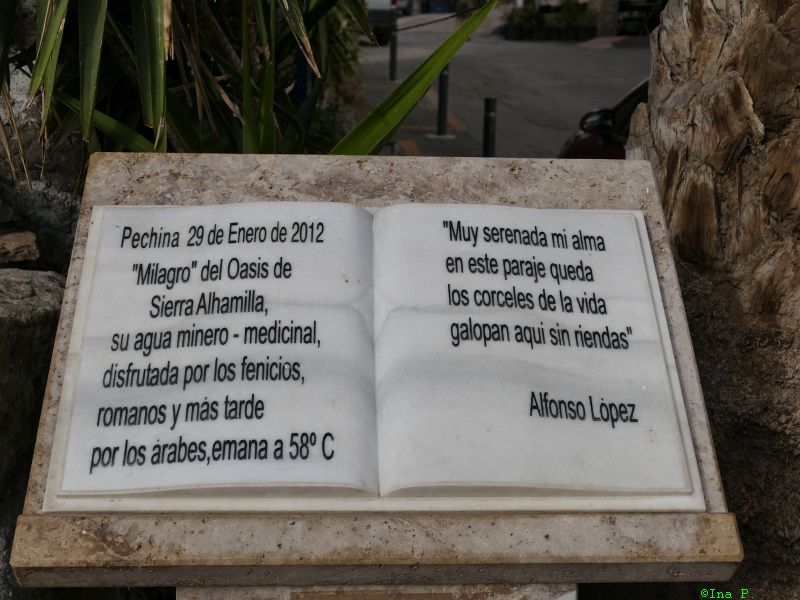 Pechina 29 de Enero de 2012
"Milagro" del Oasis de
Sierra Alhamilla,
su agua minero - medicinal,
disfrutada por los fenicios,
romanos y más tarde
por los árabes,emana a 58º C
"Muy serenada mi alma
en este paraje queda
los corceles de la vida
galopan aqui sin riendas"
Alfonso López
©Ina P.